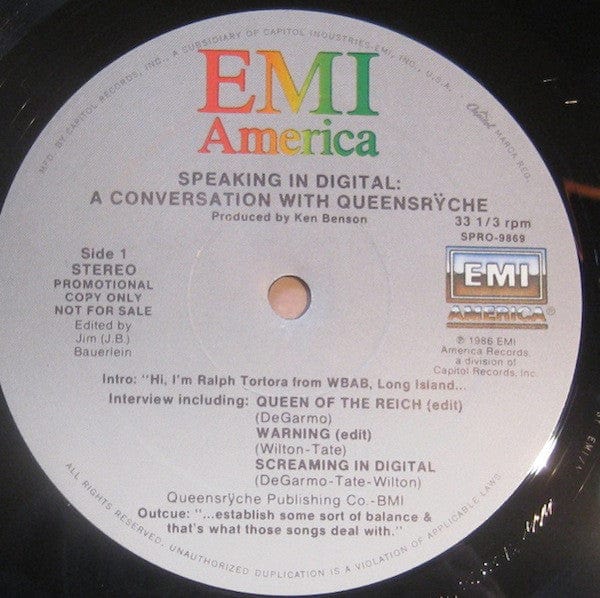 MFD. BY CAPITOL RECORDS, INC., A SUBSIDIARY OF CAPITOL INDUSTRIES-EMI, INC., U.S.A.
Capitol MARCA REG.
EMI
America
SPEAKING IN DIGITAL:
A CONVERSATION WITH QUEENSRŸCHE
Produced by Ken Benson
33 1/3 rpm
SPRO-9869
Side 1
STEREO
PROMOTIONAL
COPY ONLY
NOT FOR SALE
Edited by
Jim (J.B.)
Bauerlein
EMI
AMERICA®
℗ 1986 EMI
America Records,
a division of
Capitol Records, Inc.
Intro: "Hi, I'm Ralph Tortora from WBAB, Long Island...
Interview including: QUEEN OF THE REICH (edit)
(DeGarmo)
WARNING (edit)
(Wilton-Tate)
SCREAMING IN DIGITAL
(DeGarmo-Tate-Wilton)
Queensrÿche Publishing Co.-BMI
Outcue: "...establish some sort of balance &
that's what those songs deal with."
ALL RIGHTS RESERVED. UNAUTHORIZED DUPLICATION IS A VIOLATION OF APPLICABLE LAWS